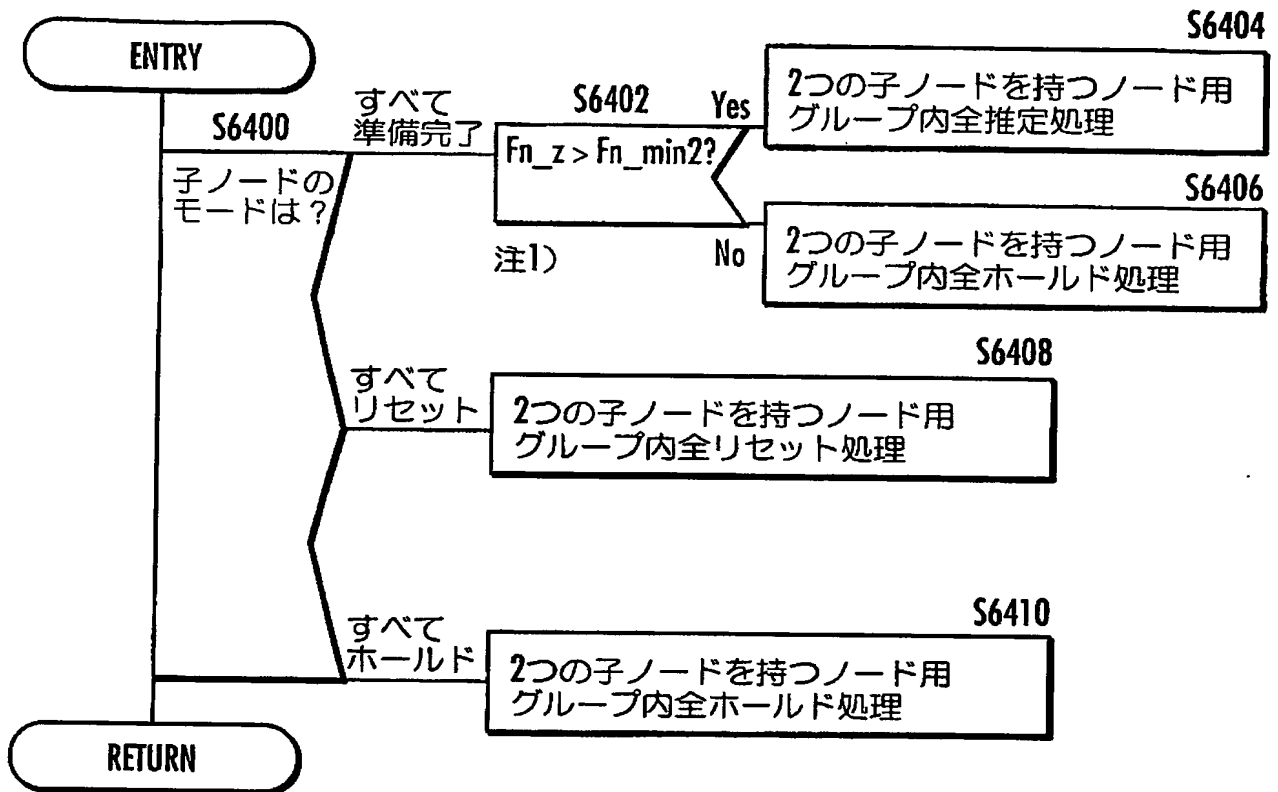 ENTRY
S6400
子ノードの
モードは?
すべて
準備完了
S6402
Fn_z > Fn_min2?
注1)
Yes
No
S6404
2つの子ノードを持つノード用
グループ内全推定処理
S6406
2つの子ノードを持つノード用
グループ内全ホールド処理
すべて
リセット
S6408
2つの子ノードを持つノード用
グループ内全リセット処理
すべて
ホールド
S6410
2つの子ノードを持つノード用
グループ内全ホールド処理
RETURN